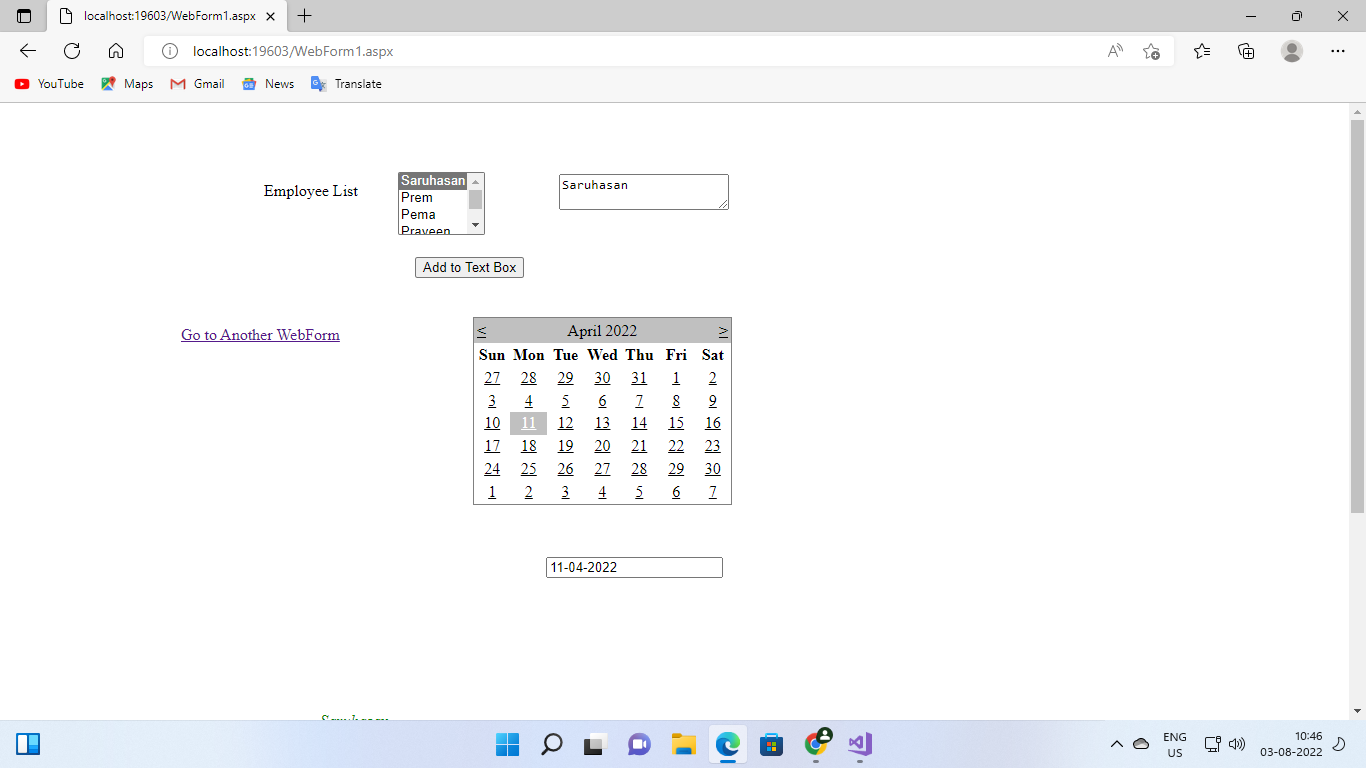 localhost:19603/WebForm1.aspx
localhost:19603/WebForm1.aspx
YouTube Maps Gmail News Translate
Employee List
Saruhasan
Prem
Pema
Praveen
Saruhasan
Add to Text Box
Go to Another WebForm
< April 2022 >
Sun Mon Tue Wed Thu Fri Sat
27 28 29 30 31 1 2
3 4 5 6 7 8 9
10 11 12 13 14 15 16
17 18 19 20 21 22 23
24 25 26 27 28 29 30
1 2 3 4 5 6 7
11-04-2022
Saruhasan
ENG
US
10:46
03-08-2022